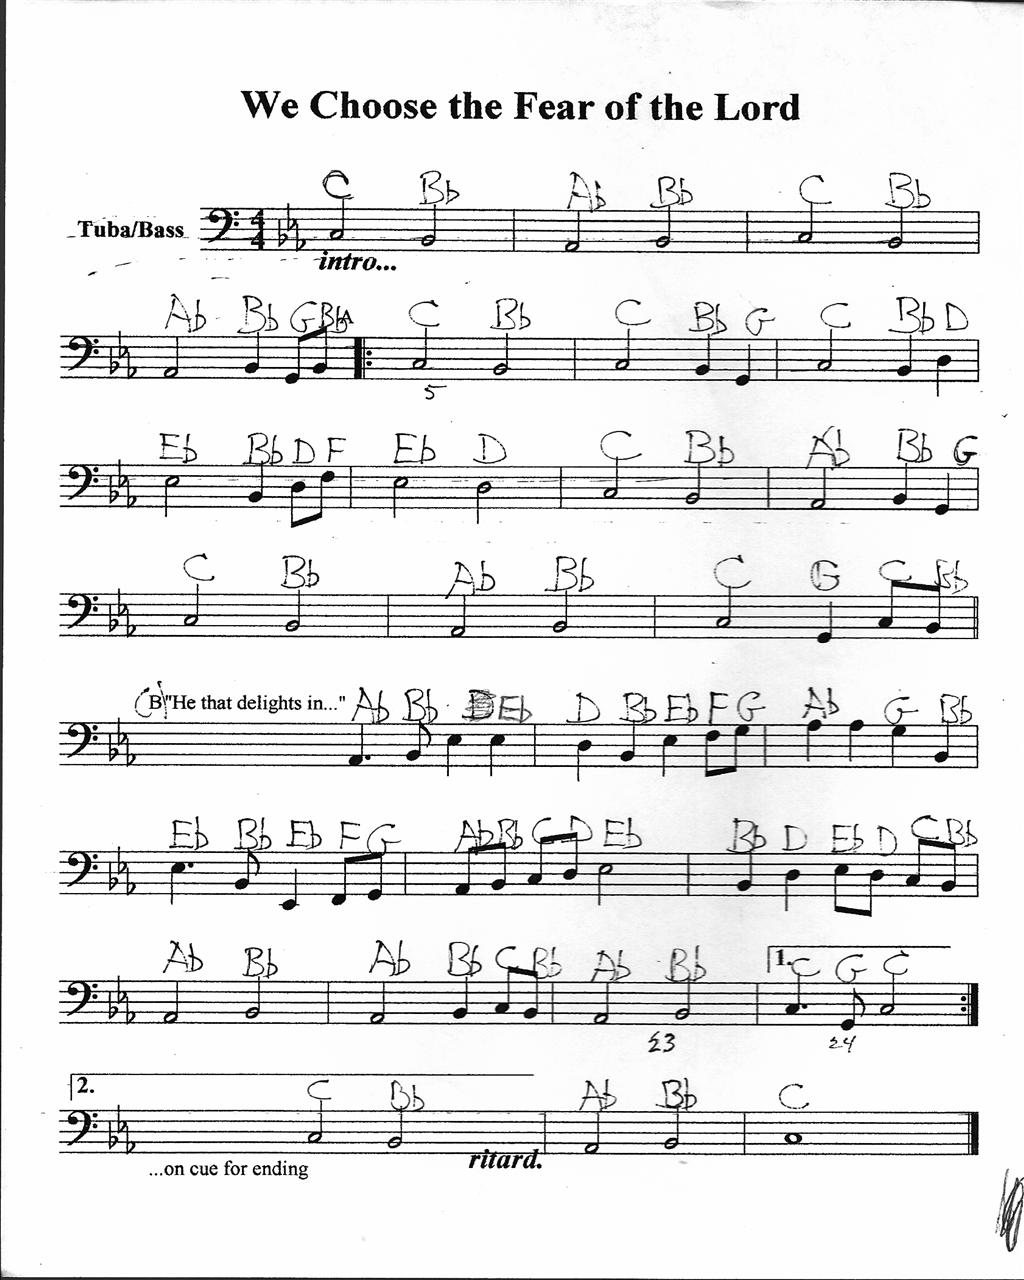 We Choose the Fear of the Lord
C Bb Ab Bb C Bb
Tuba/Bass
4
4
intro...
Ab Bb G Bb C Bb C Bb G C Bb D
5
Eb Bb D F Eb D C Bb Ab Bb G
C Bb Ab Bb C G C Bb
(B) "He that delights in..." Ab Bb Eb D Bb Eb F G Ab G Bb
Eb Bb Eb F G Ab Bb C D Eb Bb D Eb D C Bb
Ab Bb Ab Bb C Bb Ab Bb 1. C G C
23 24
2. C Bb Ab Bb C
...on cue for ending ritard.